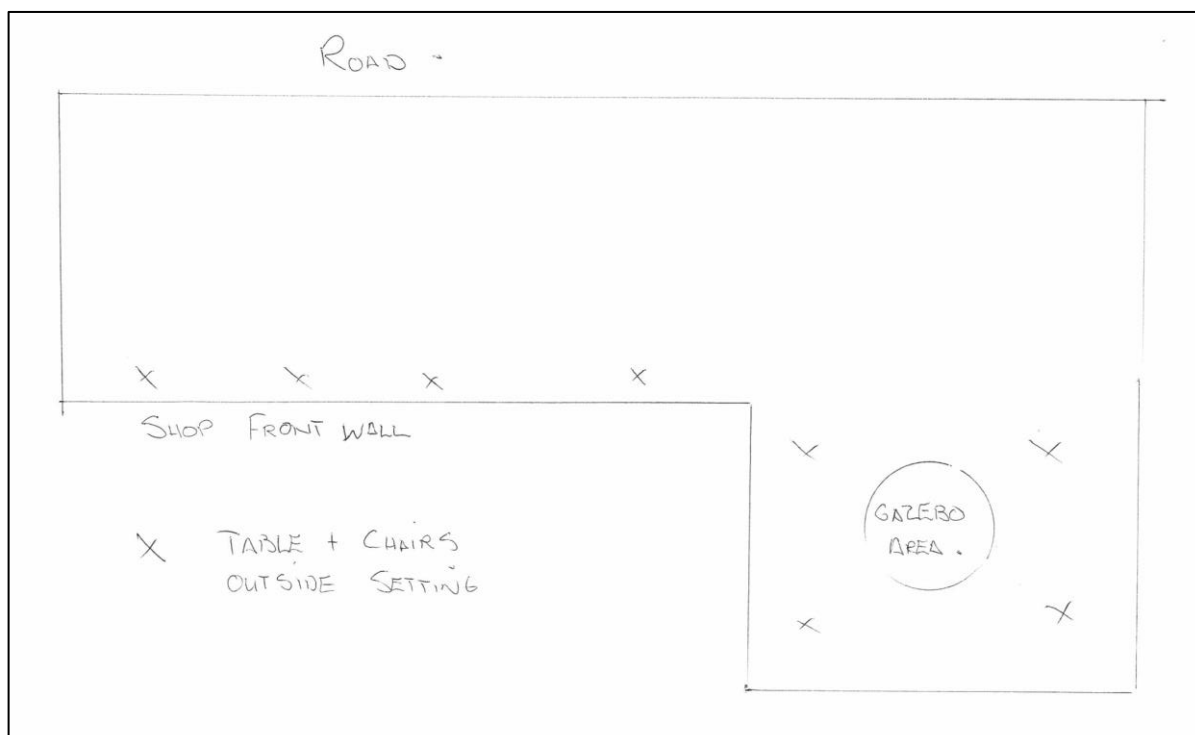 ROAD -
SHOP FRONT WALL
X TABLE + CHAIRS
OUTSIDE SETTING
GAZEBO
AREA.